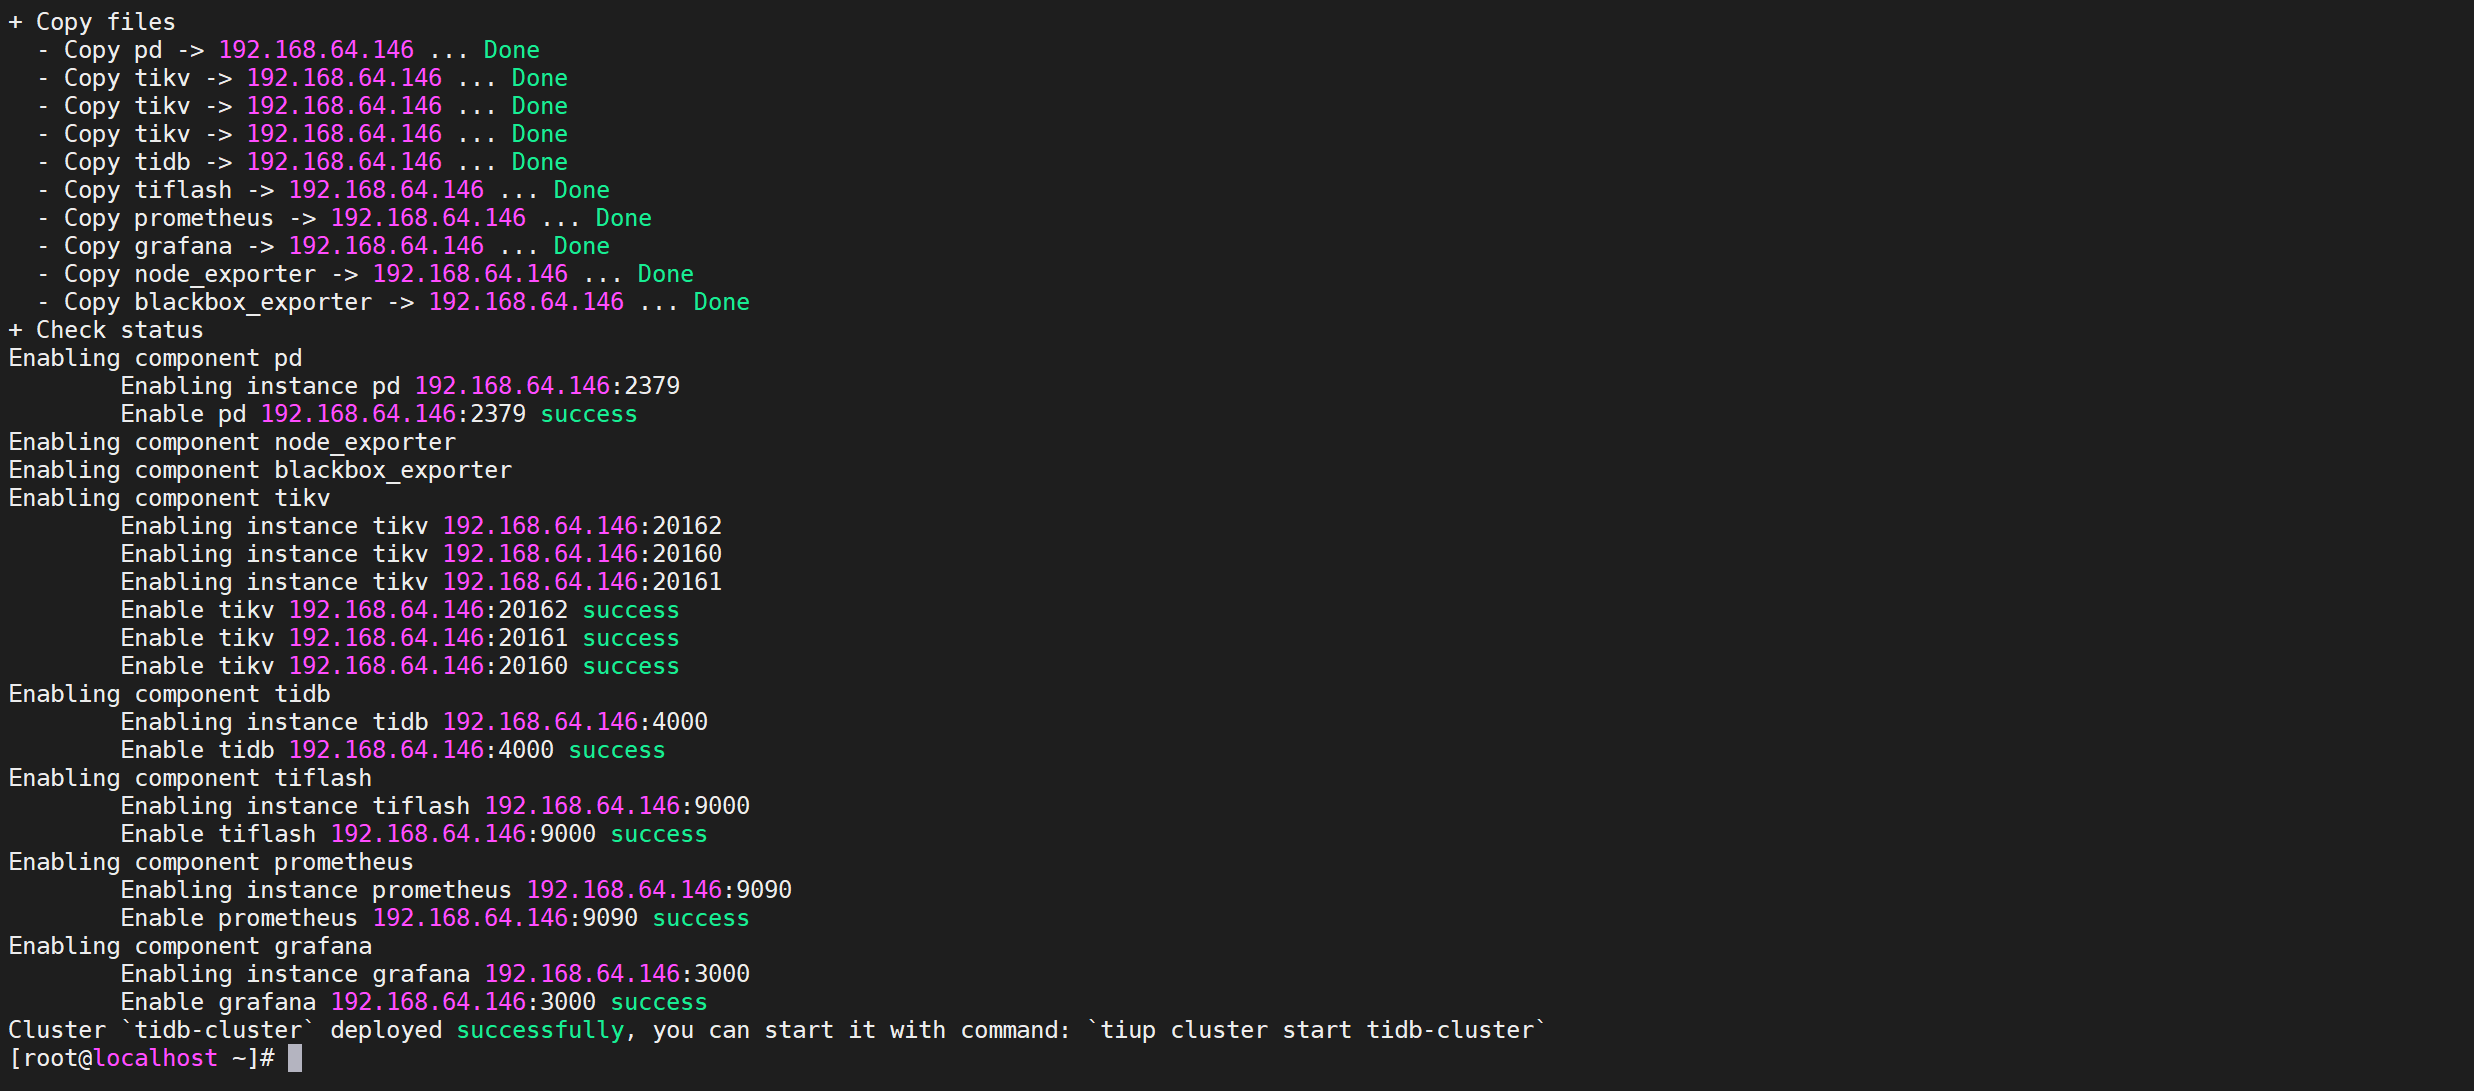 + Copy files
  - Copy pd -> 192.168.64.146 ... Done
  - Copy tikv -> 192.168.64.146 ... Done
  - Copy tikv -> 192.168.64.146 ... Done
  - Copy tikv -> 192.168.64.146 ... Done
  - Copy tidb -> 192.168.64.146 ... Done
  - Copy tiflash -> 192.168.64.146 ... Done
  - Copy prometheus -> 192.168.64.146 ... Done
  - Copy grafana -> 192.168.64.146 ... Done
  - Copy node_exporter -> 192.168.64.146 ... Done
  - Copy blackbox_exporter -> 192.168.64.146 ... Done
+ Check status
Enabling component pd
        Enabling instance pd 192.168.64.146:2379
        Enable pd 192.168.64.146:2379 success
Enabling component node_exporter
Enabling component blackbox_exporter
Enabling component tikv
        Enabling instance tikv 192.168.64.146:20162
        Enabling instance tikv 192.168.64.146:20160
        Enabling instance tikv 192.168.64.146:20161
        Enable tikv 192.168.64.146:20162 success
        Enable tikv 192.168.64.146:20161 success
        Enable tikv 192.168.64.146:20160 success
Enabling component tidb
        Enabling instance tidb 192.168.64.146:4000
        Enable tidb 192.168.64.146:4000 success
Enabling component tiflash
        Enabling instance tiflash 192.168.64.146:9000
        Enable tiflash 192.168.64.146:9000 success
Enabling component prometheus
        Enabling instance prometheus 192.168.64.146:9090
        Enable prometheus 192.168.64.146:9090 success
Enabling component grafana
        Enabling instance grafana 192.168.64.146:3000
        Enable grafana 192.168.64.146:3000 success
Cluster `tidb-cluster` deployed successfully, you can start it with command: `tiup cluster start tidb-cluster`
[root@localhost ~]#